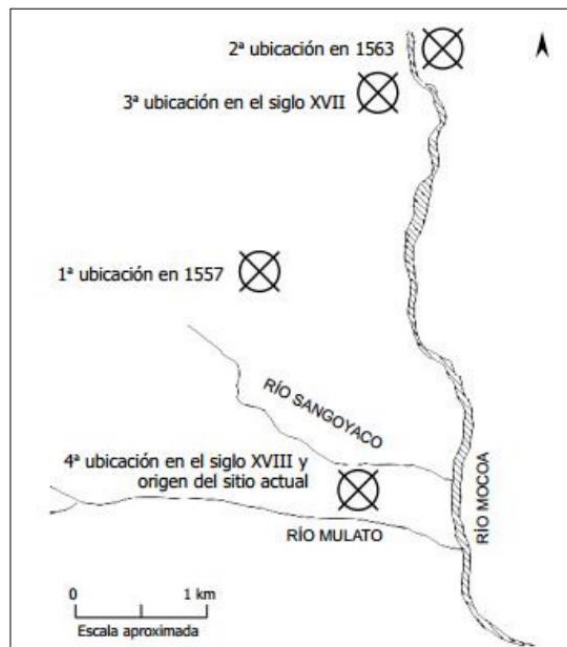 2ª ubicación en 1563
3ª ubicación en el siglo XVII
1ª ubicación en 1557
RÍO SANGOYACO
4ª ubicación en el siglo XVIII y
origen del sitio actual
RÍO MOCOA
RÍO MULATO
0 1 km
Escala aproximada